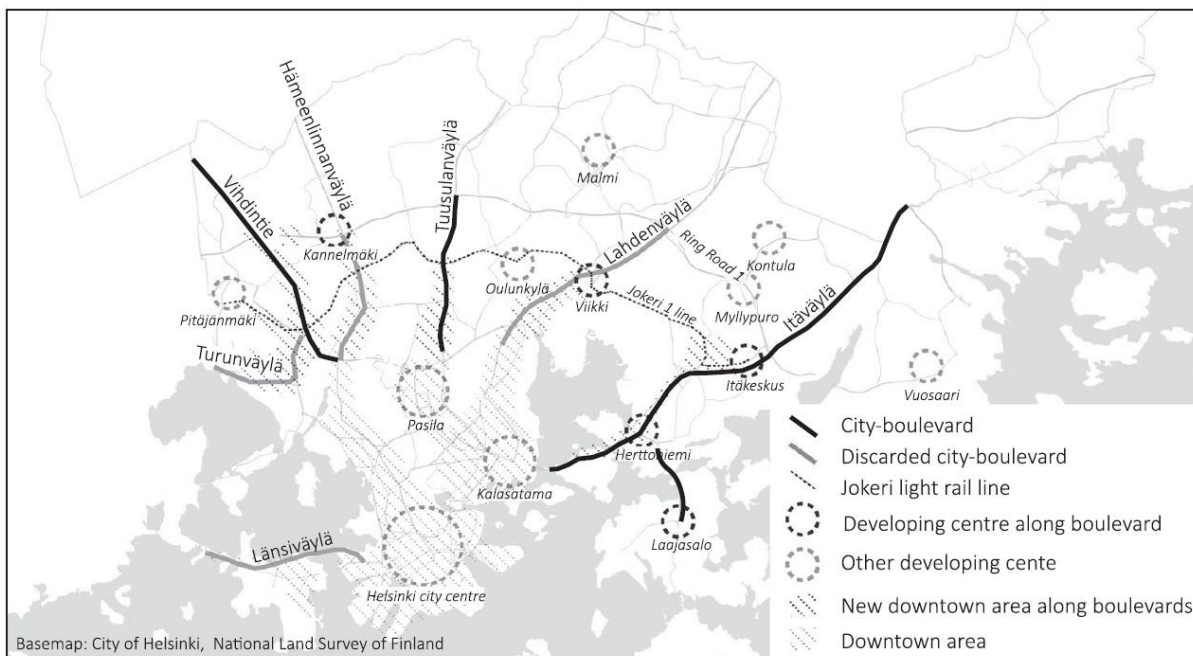 Hämeenlinnanväylä
Tuusulanväylä
Vihdintie
Malmi
Kannelmäki
Lahdenväylä
Ring Road 1
Kontula
Oulunkylä
Viikki
Pitäjänmäki
Jokeri 1 line
Myllypuro
Itäväylä
Turunväylä
Itäkeskus
Vuosaari
Pasila
Herttoniemi
Kalasatama
Laajasalo
Länsiväylä
Helsinki city centre
City-boulevard
Discarded city-boulevard
Jokeri light rail line
Developing centre along boulevard
Other developing cente
New downtown area along boulevards
Downtown area
Basemap: City of Helsinki, National Land Survey of Finland